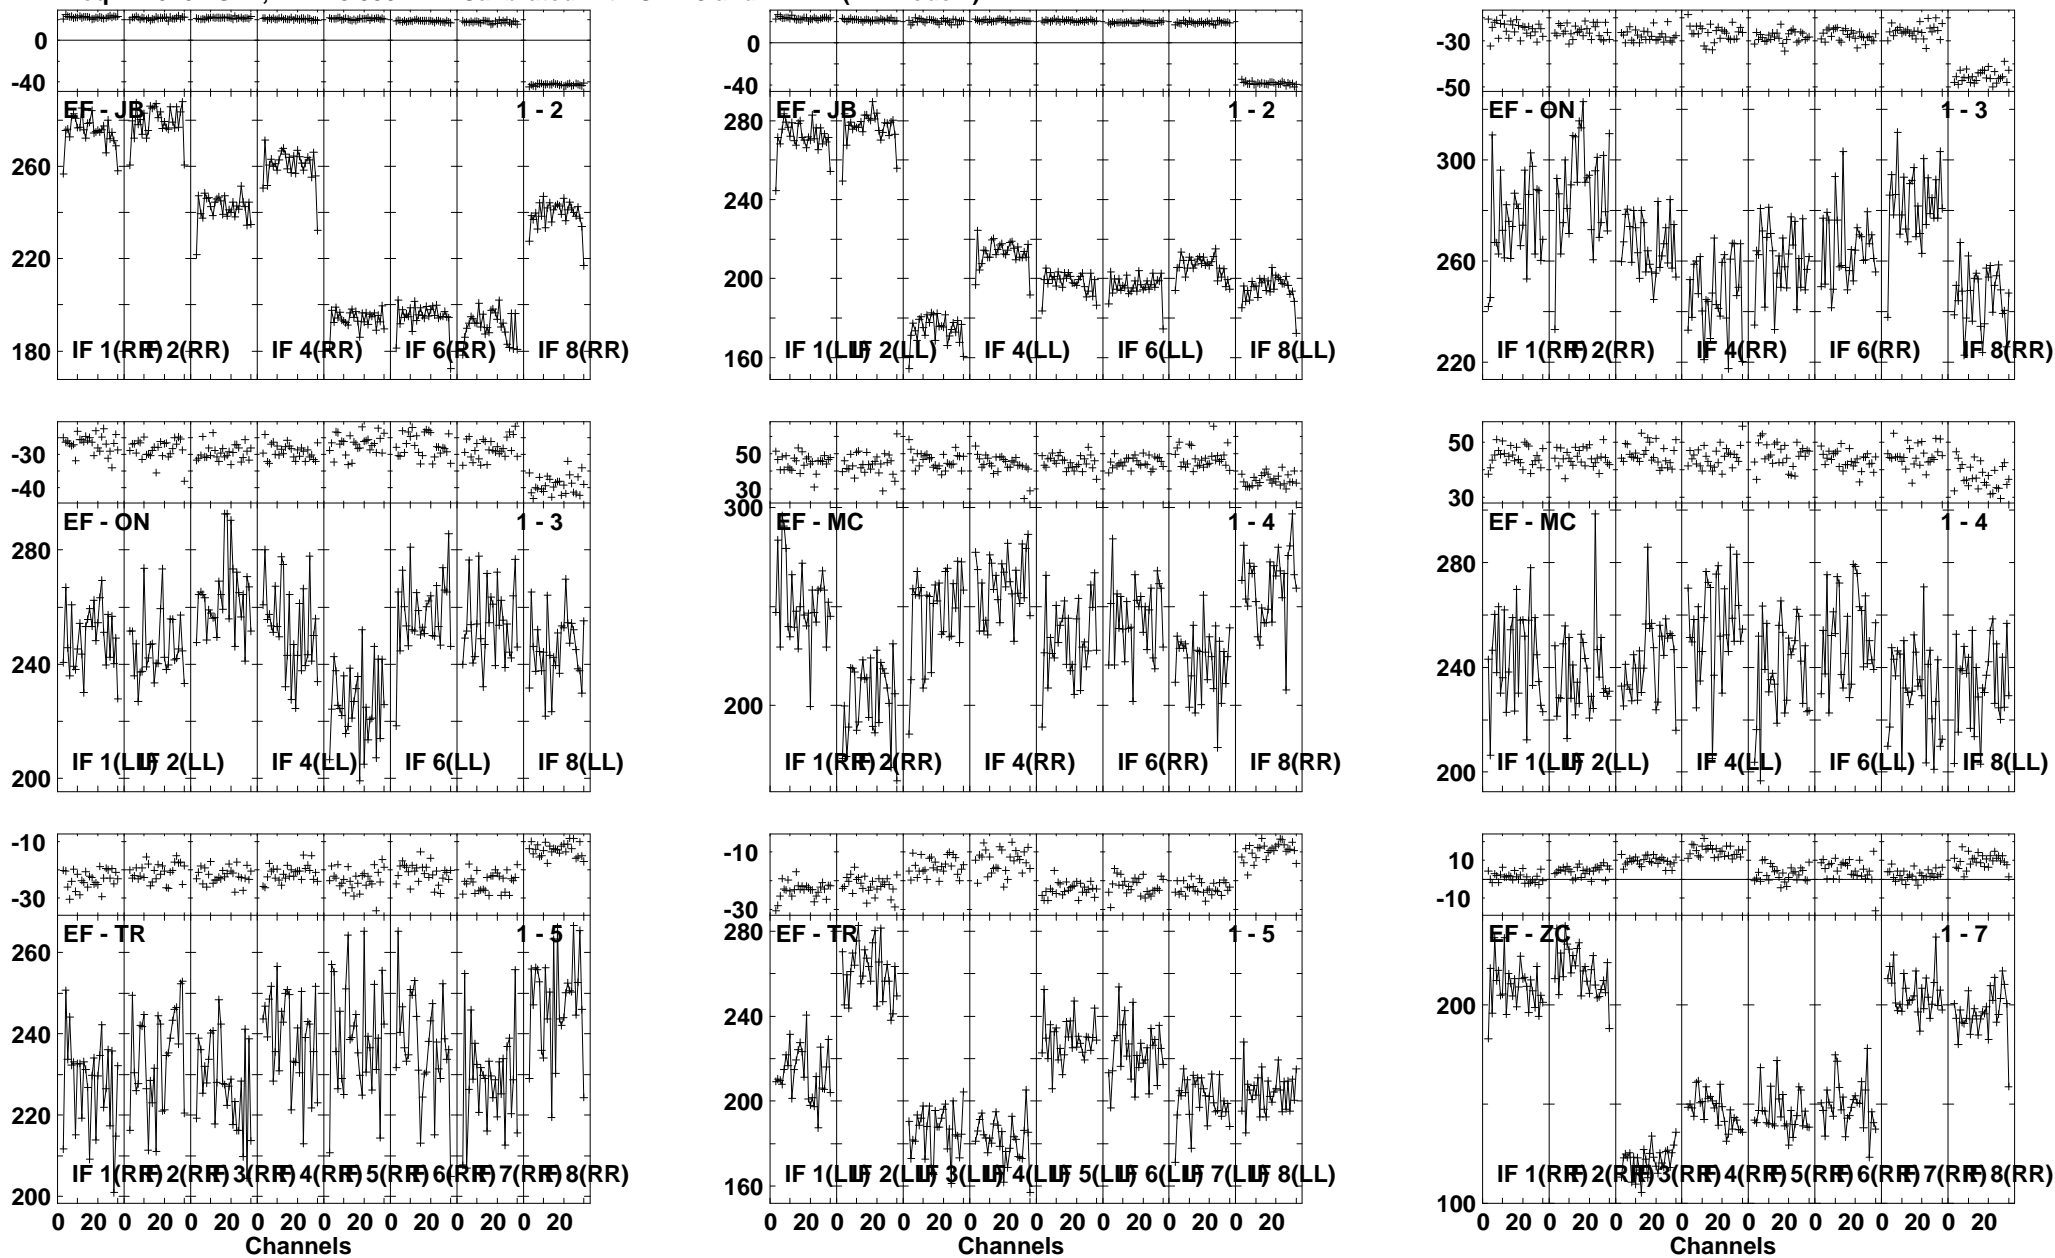 0
-40
EF - JB
1 - 2
260
220
180
IF 1(RR)
IF 2(RR)
IF 4(RR)
IF 6(RR)
IF 8(RR)
0
-40
EF - JB
1 - 2
280
240
200
160
IF 1(LL)
IF 2(LL)
IF 4(LL)
IF 6(LL)
IF 8(LL)
-30
-50
EF - ON
1 - 3
300
260
220
IF 1(RR)
IF 2(RR)
IF 4(RR)
IF 6(RR)
IF 8(RR)
-30
-40
EF - ON
1 - 3
280
240
200
IF 1(LL)
IF 2(LL)
IF 4(LL)
IF 6(LL)
IF 8(LL)
50
30
300
EF - MC
1 - 4
200
IF 1(RR)
IF 2(RR)
IF 4(RR)
IF 6(RR)
IF 8(RR)
50
30
EF - MC
1 - 4
280
240
200
IF 1(LL)
IF 2(LL)
IF 4(LL)
IF 6(LL)
IF 8(LL)
-10
-30
EF - TR
1 - 5
260
240
220
200
IF 1(RR)
IF 2(RR)
IF 3(RR)
IF 4(RR)
IF 5(RR)
IF 6(RR)
IF 7(RR)
IF 8(RR)
0 20 0 20 0 20 0 20 0 20 0 20 0 20 0 20
Channels
-10
-30
EF - TR
1 - 5
280
240
200
160
IF 1(LL)
IF 2(LL)
IF 3(LL)
IF 4(LL)
IF 5(LL)
IF 6(LL)
IF 7(LL)
IF 8(LL)
0 20 0 20 0 20 0 20 0 20 0 20 0 20 0 20
Channels
10
-10
EF - ZC
1 - 7
200
100
IF 1(RR)
IF 2(RR)
IF 3(RR)
IF 4(RR)
IF 5(RR)
IF 6(RR)
IF 7(RR)
IF 8(RR)
0 20 0 20 0 20 0 20 0 20 0 20 0 20 0 20
Channels